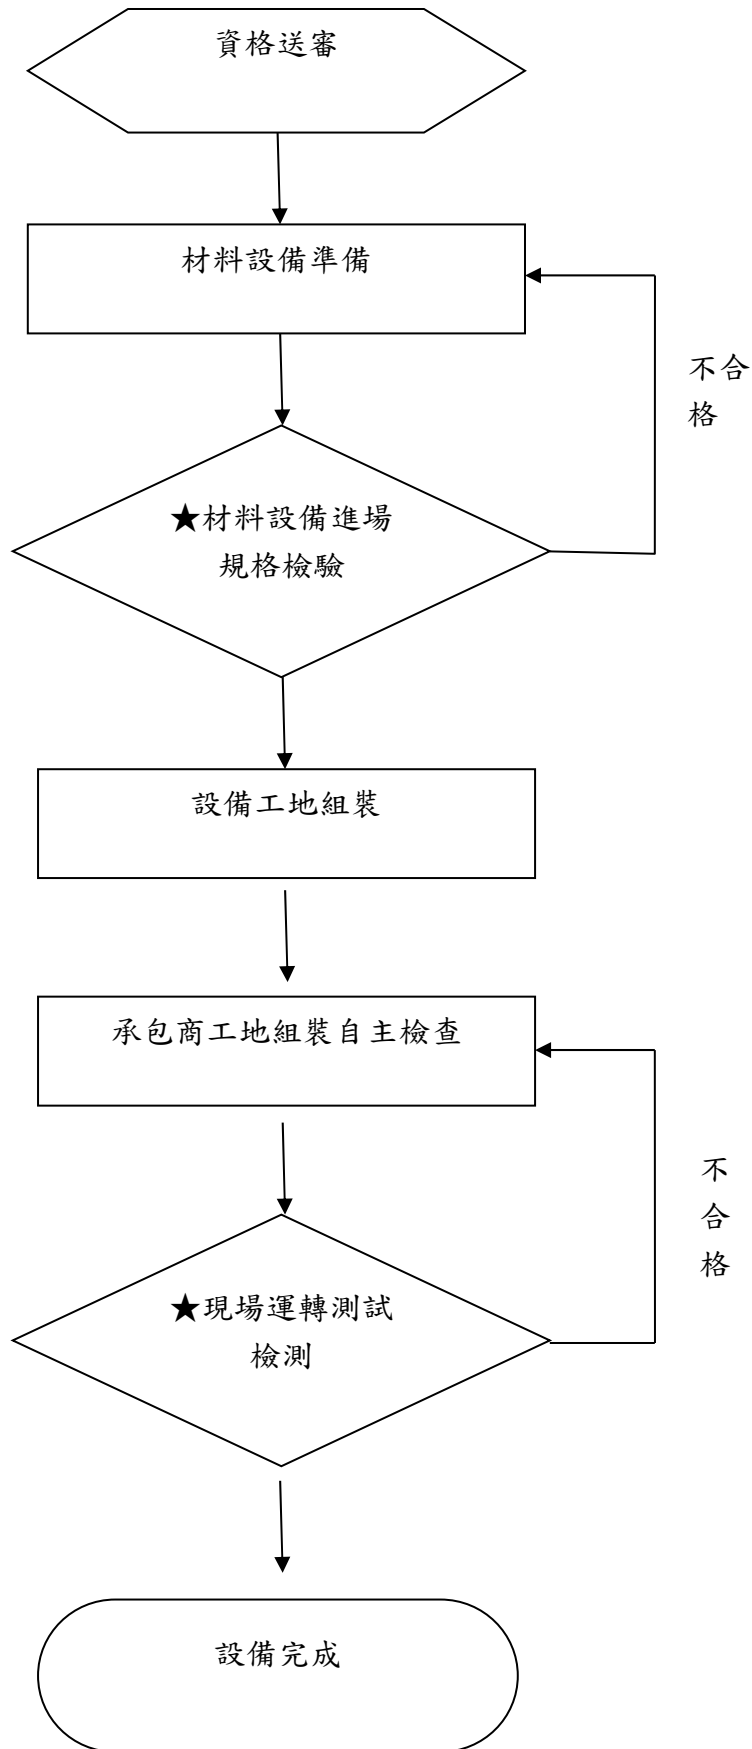 資格送審
材料設備準備
不合
格
★材料設備進場
規格檢驗
設備工地組裝
承包商工地組裝自主檢查
不
合
格
★現場運轉測試
檢測
設備完成